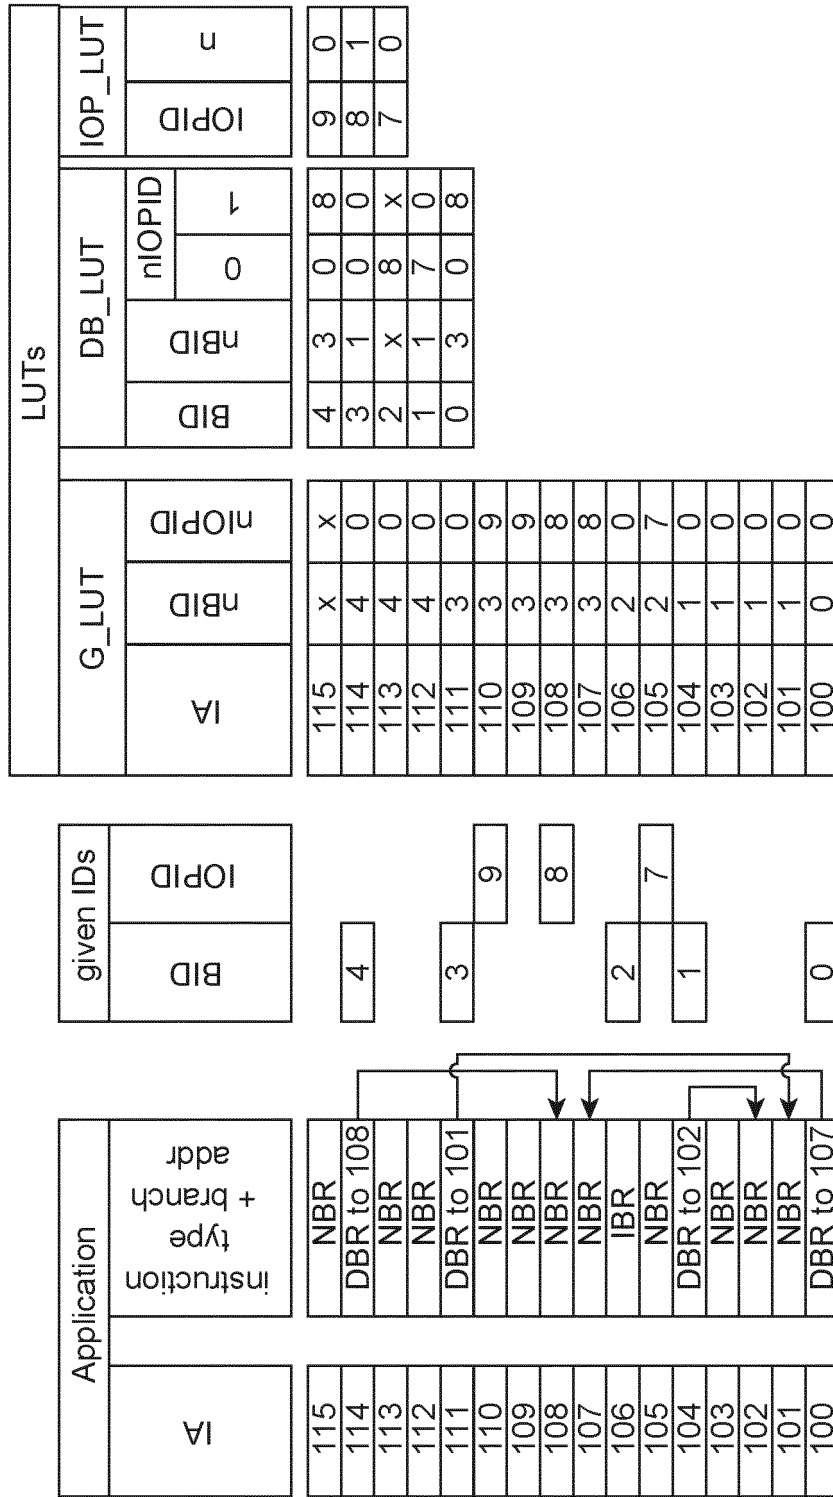 LUTs
Application given IDs G_LUT DB_LUT IOP_LUT
nIOPID
IA instruction type + branch addr BID IOPID IA nBID nIOPID BID nBID 0 1 IOPID n
115 NBR 115 x x 4 3 0 8 9 0
114 DBR to 108 4 114 4 0 3 1 0 0 8 1
113 NBR 113 4 0 2 x 8 x 7 0
112 NBR 112 4 0 1 1 7 0
111 DBR to 101 3 111 3 0 0 3 0 8
110 NBR 9 110 3 9
109 NBR 109 3 9
108 NBR 8 108 3 8
107 NBR 107 3 8
106 IBR 2 106 2 0
105 NBR 7 105 2 7
104 DBR to 102 1 104 1 0
103 NBR 103 1 0
102 NBR 102 1 0
101 NBR 101 1 0
100 DBR to 107 0 100 0 0